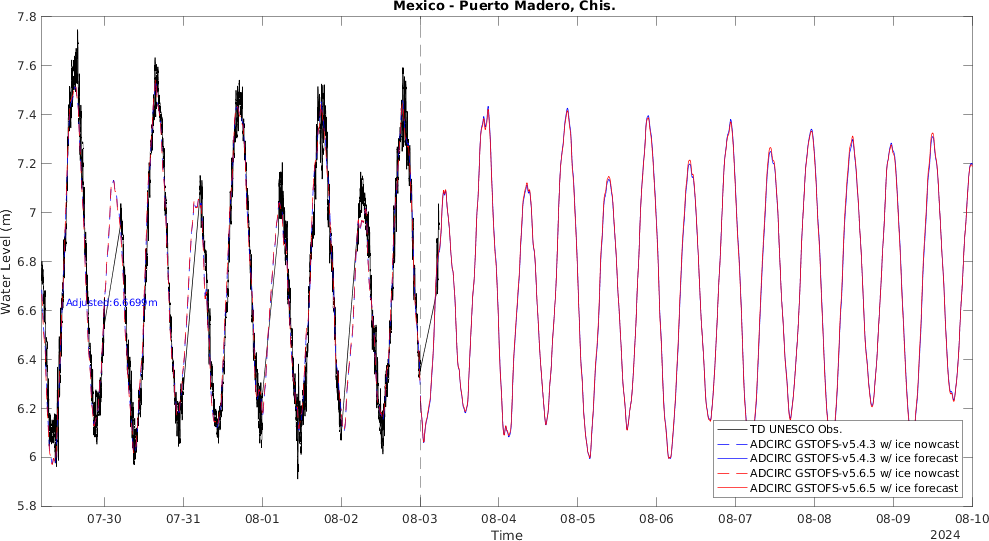 Mexico - Puerto Madero, Chis.
7.8
7.6
7.4
7.2
7
6.8
6.6
6.4
6.2
6
5.8
Water Level (m)
Adjusted:6.6699m
TD UNESCO Obs.
ADCIRC GSTOFS-v5.4.3 w/ ice nowcast
ADCIRC GSTOFS-v5.4.3 w/ ice forecast
ADCIRC GSTOFS-v5.6.5 w/ ice nowcast
ADCIRC GSTOFS-v5.6.5 w/ ice forecast
07-30 07-31 08-01 08-02 08-03 08-04 08-05 08-06 08-07 08-08 08-09 08-10
Time
2024